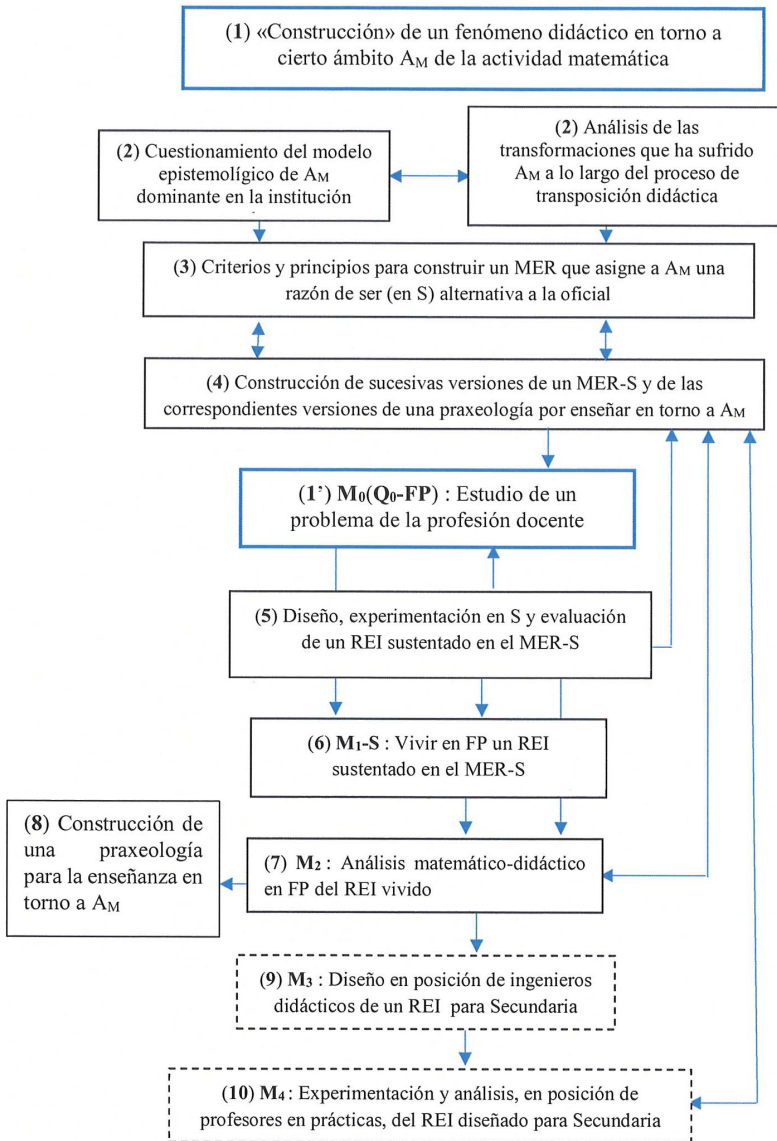 (1) «Construcción» de un fenómeno didáctico en torno a
cierto ámbito AM de la actividad matemática
(2) Cuestionamiento del modelo
epistemológico de AM
dominante en la institución
(2) Análisis de las
transformaciones que ha sufrido
AM a lo largo del proceso de
transposición didáctica
(3) Criterios y principios para construir un MER que asigne a AM una
razón de ser (en S) alternativa a la oficial
(4) Construcción de sucesivas versiones de un MER-S y de las
correspondientes versiones de una praxeología por enseñar en torno a AM
(1’) M0(Q0-FP) : Estudio de un
problema de la profesión docente
(5) Diseño, experimentación en S y evaluación
de un REI sustentado en el MER-S
(6) M1-S : Vivir en FP un REI
sustentado en el MER-S
(8) Construcción de
una praxeología
para la enseñanza en
torno a AM
(7) M2 : Análisis matemático-didáctico
en FP del REI vivido
(9) M3 : Diseño en posición de ingenieros
didácticos de un REI para Secundaria
(10) M4 : Experimentación y análisis, en posición de
profesores en prácticas, del REI diseñado para Secundaria